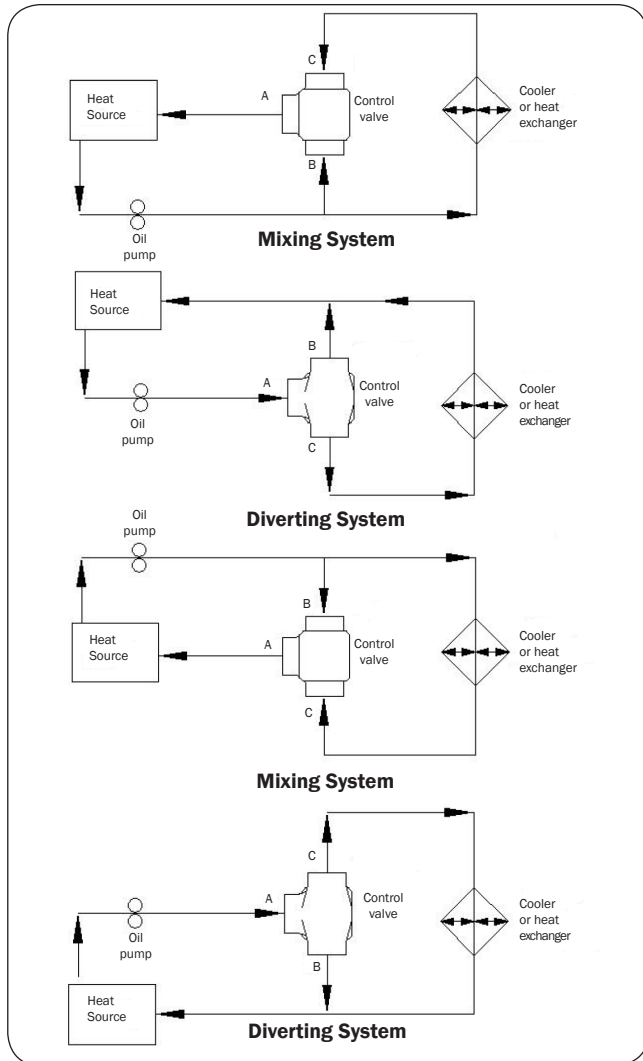 C
Heat
Source
A
Control
valve
Cooler
or heat
exchanger
B
Oil
pump
Mixing System
Heat
Source
B
A
Control
valve
Cooler
or heat
exchanger
Oil
pump
C
Diverting System
Oil
pump
B
Heat
Source
A
Control
valve
Cooler
or heat
exchanger
C
Mixing System
C
A
Control
valve
Cooler
or heat
exchanger
Oil
pump
B
Heat
Source
Diverting System